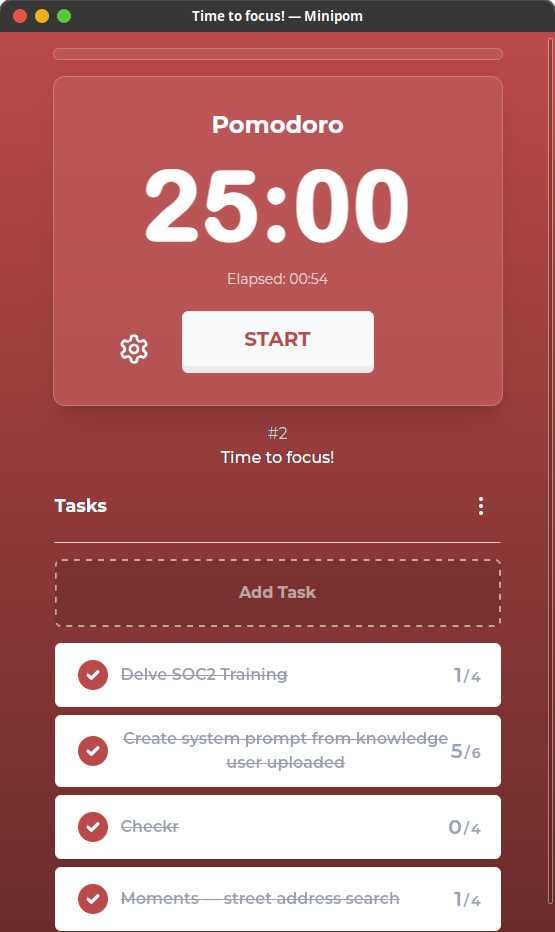 Time to focus! — Minipom
Pomodoro
25:00
Elapsed: 00:54
START
#2
Time to focus!
Tasks
Add Task
Delve SOC2 Training 1/4
Create system prompt from knowledge 5/6
user uploaded
Checkr 0/4
Moments — street address search 1/4